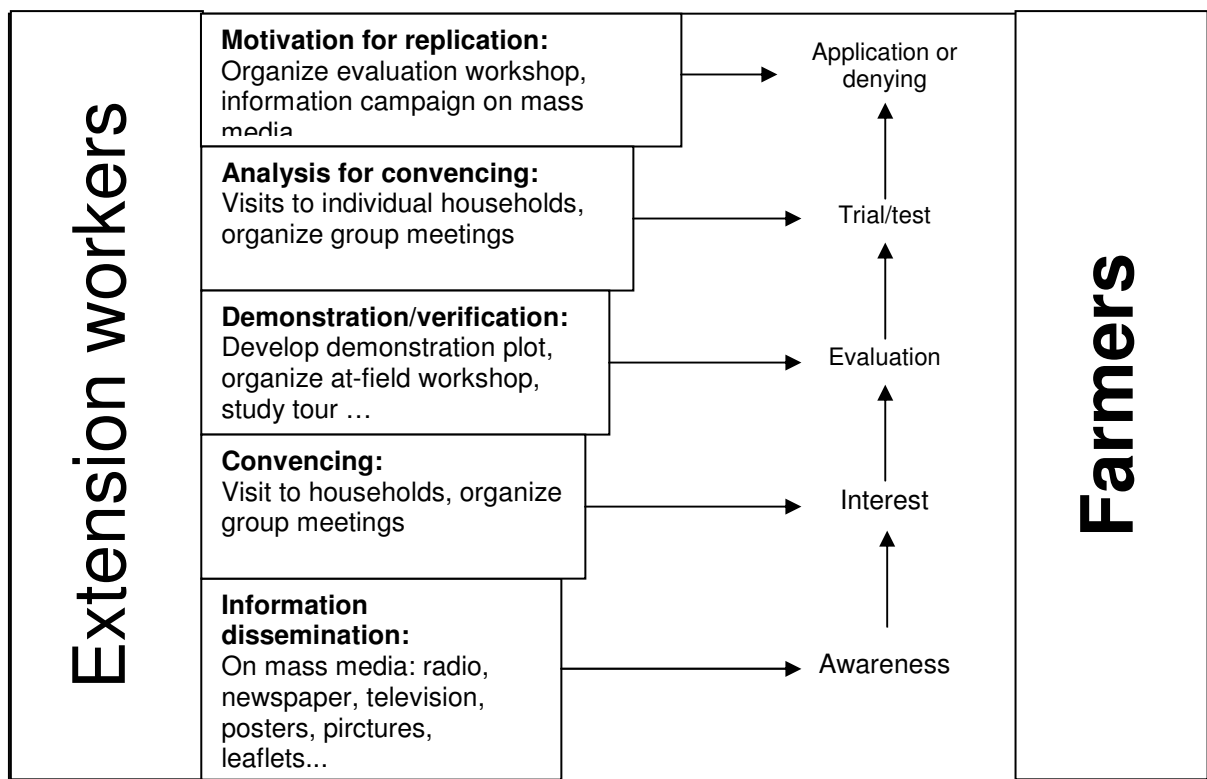 Extension workers
Motivation for replication:
Organize evaluation workshop,
information campaign on mass
media
Application or
denying
Analysis for convencing:
Visits to individual households,
organize group meetings
Trial/test
Demonstration/verification:
Develop demonstration plot,
organize at-field workshop,
study tour …
Evaluation
Convencing:
Visit to households, organize
group meetings
Interest
Information
dissemination:
On mass media: radio,
newspaper, television,
posters, pirctures,
leaflets...
Awareness
Farmers